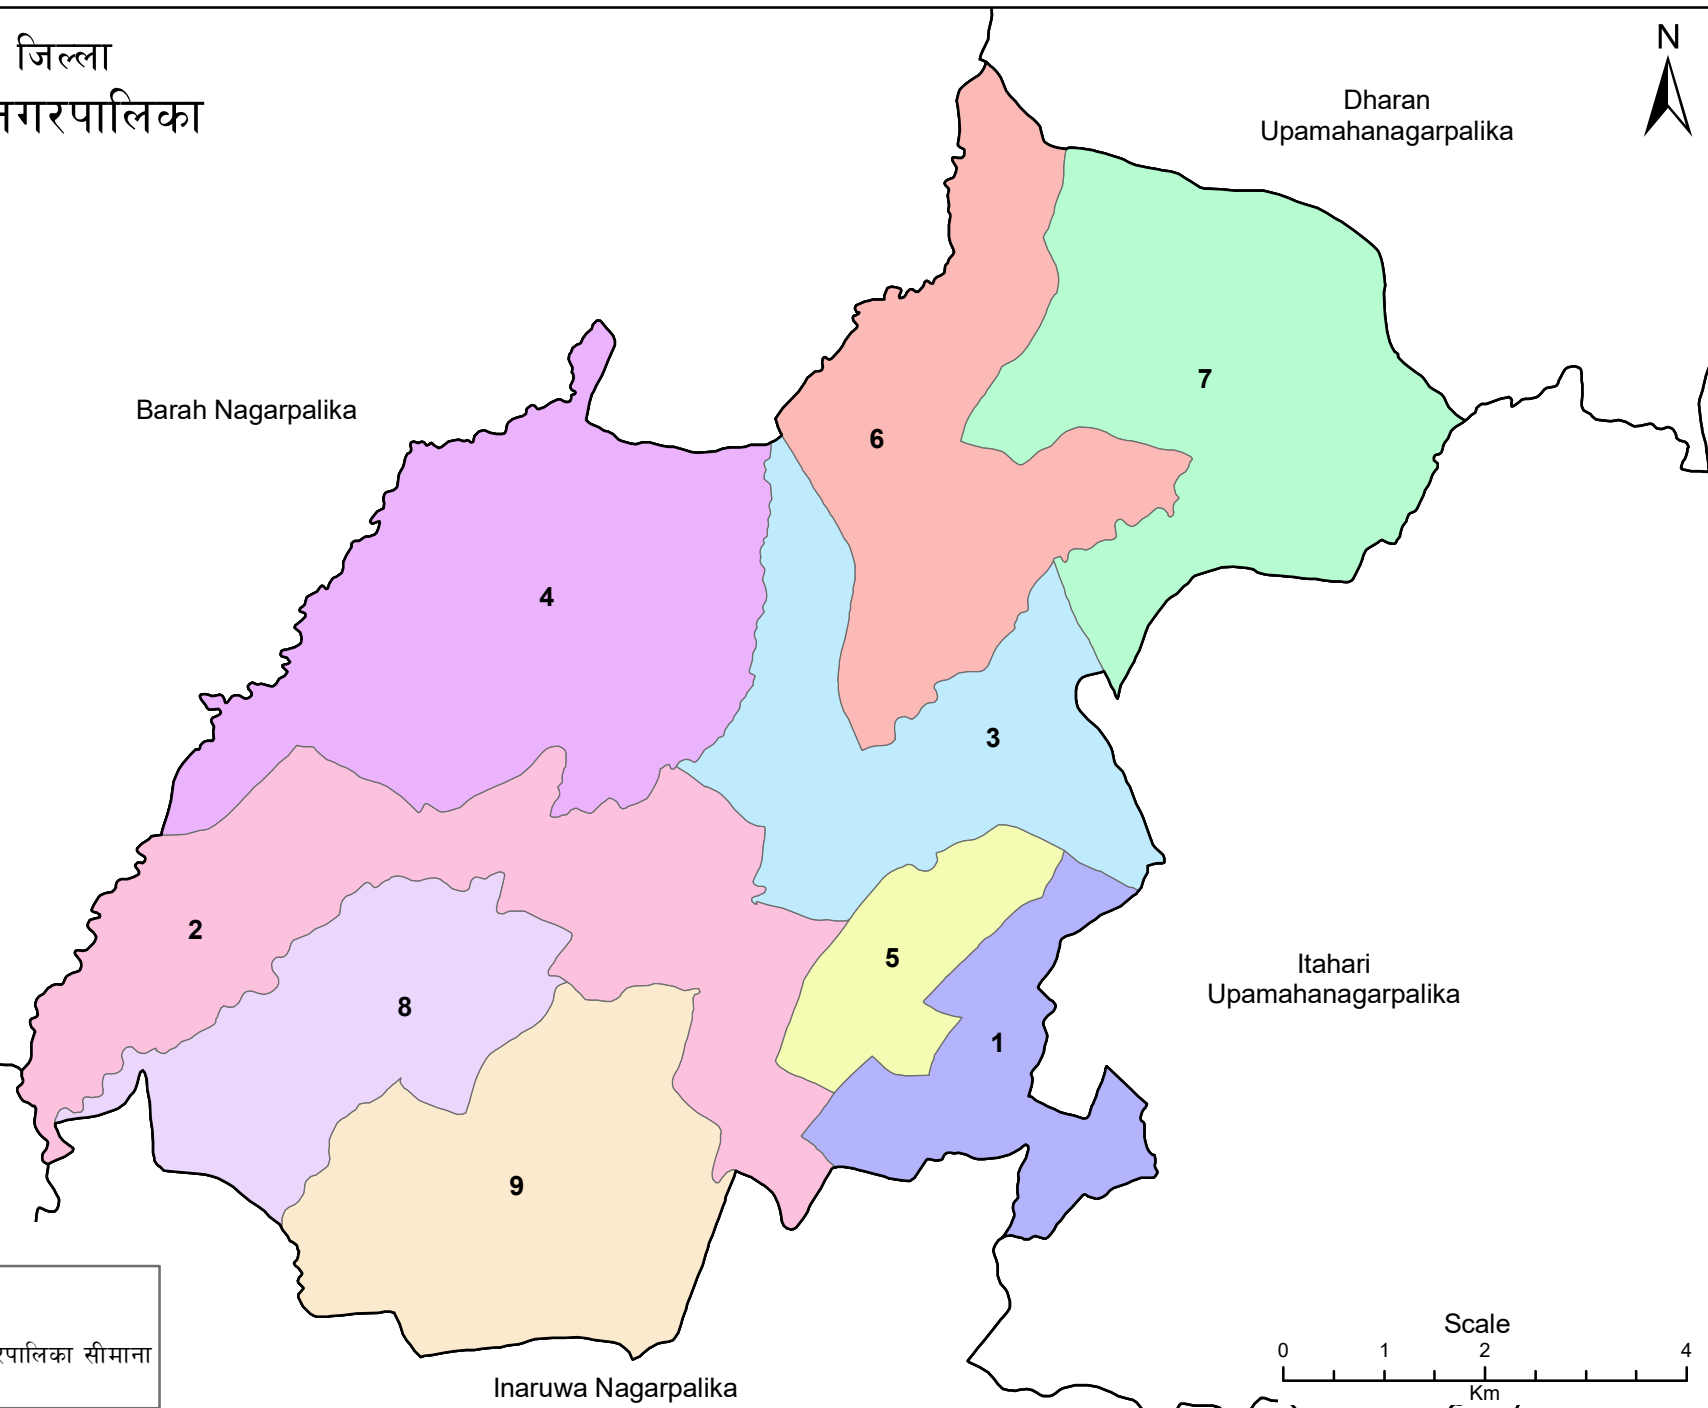 जिल्ला
नगरपालिका
N
Dharan
Upamahanagarpalika
Barah Nagarpalika
7
6
4
3
2
5
8
1
Itahari
Upamahanagarpalika
9
रपालिका सीमाना
Inaruwa Nagarpalika
Scale
0 1 2 4
Km